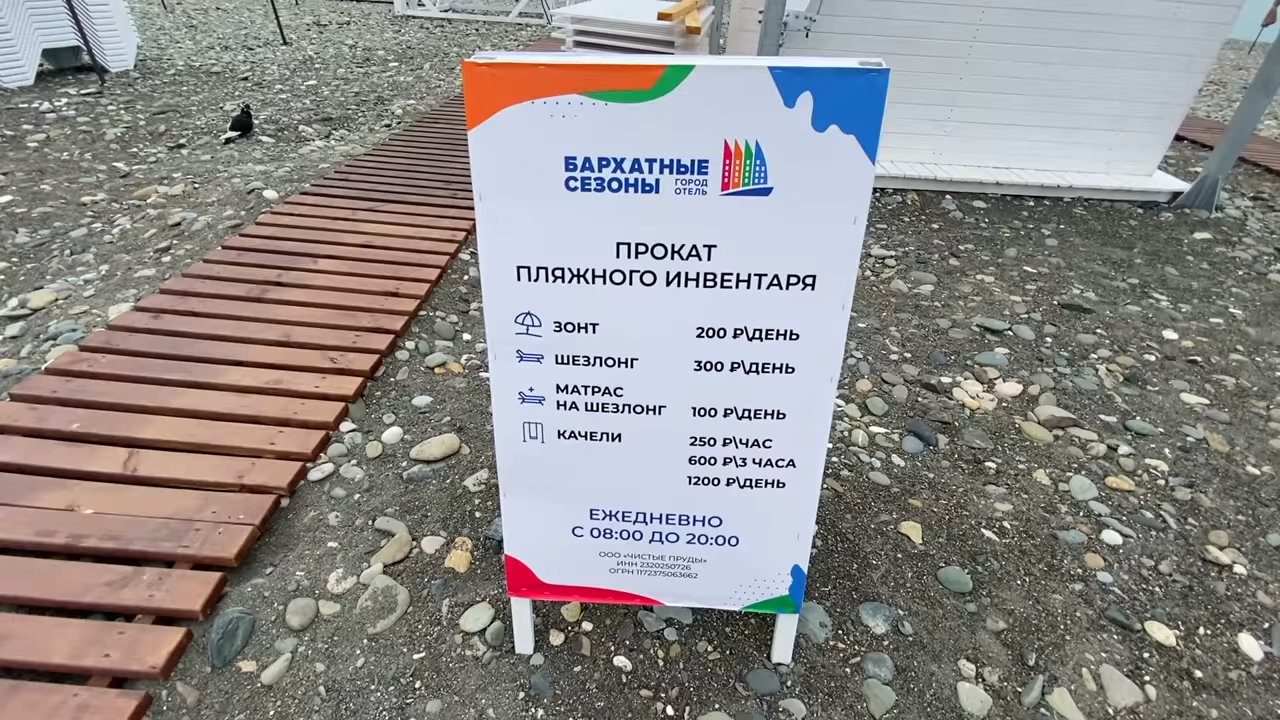 БАРХАТНЫЕ
СЕЗОНЫ ГОРОД
ОТЕЛЬ
ПРОКАТ
ПЛЯЖНОГО ИНВЕНТАРЯ
ЗОНТ 200 ₽\ДЕНЬ
ШЕЗЛОНГ 300 ₽\ДЕНЬ
МАТРАС
НА ШЕЗЛОНГ 100 ₽\ДЕНЬ
КАЧЕЛИ 250 ₽\ЧАС
600 ₽\3 ЧАСА
1200 ₽\ДЕНЬ
ЕЖЕДНЕВНО
С 08:00 ДО 20:00
ООО «ЧИСТЫЕ ПРУДЫ»
ИНН 2320250726
ОГРН 1172375063662